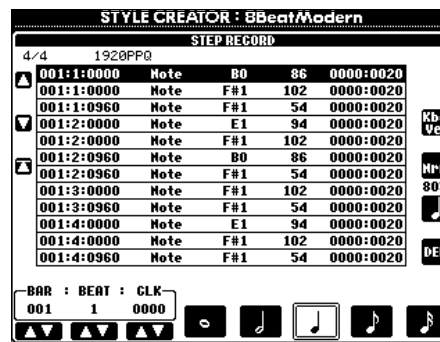 STYLE CREATOR : 8BeatModern
STEP RECORD
4/4 1920PPQ
001:1:0000 Note B0 86 0000:0020
001:1:0000 Note F#1 102 0000:0020
001:1:0960 Note F#1 54 0000:0020
001:2:0000 Note E1 94 0000:0020
001:2:0000 Note F#1 102 0000:0020
001:2:0960 Note B0 86 0000:0020
001:2:0960 Note F#1 54 0000:0020
001:3:0000 Note F#1 102 0000:0020
001:3:0960 Note F#1 54 0000:0020
001:4:0000 Note E1 94 0000:0020
001:4:0000 Note F#1 102 0000:0020
001:4:0960 Note F#1 54 0000:0020
BAR : BEAT : CLK
001 1 0000